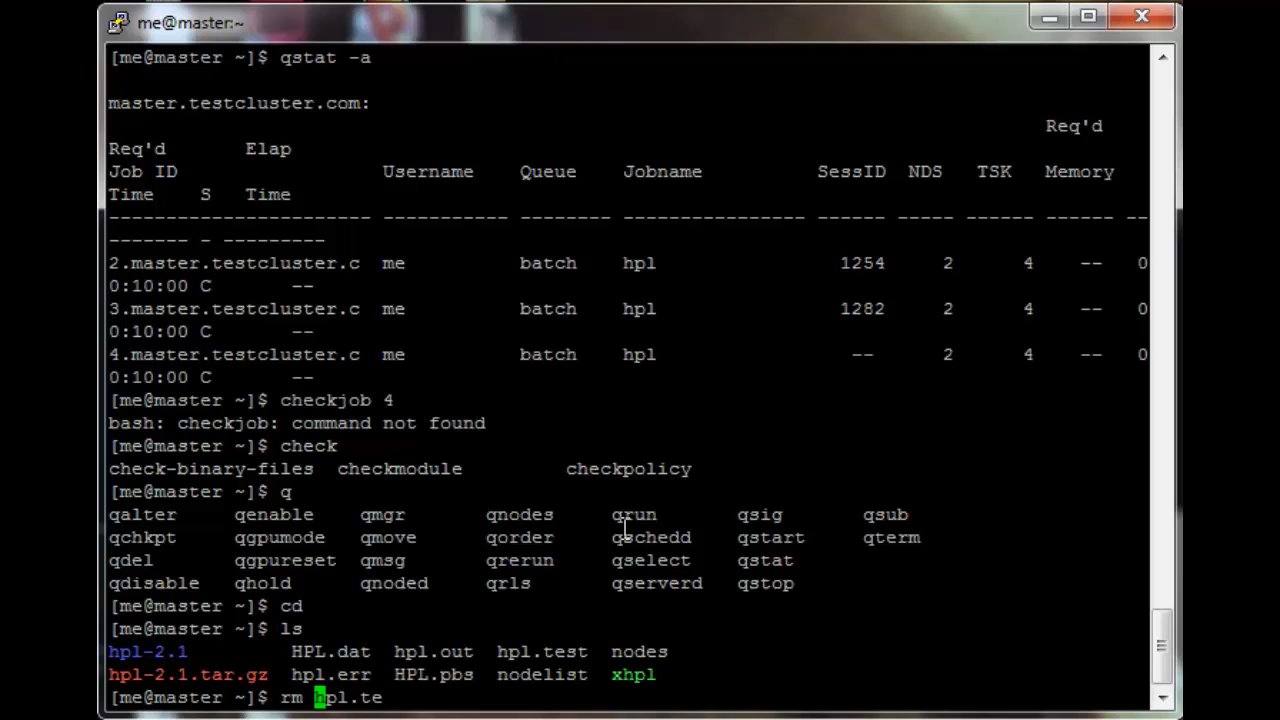 me@master:~
[me@master ~]$ qstat -a
master.testcluster.com:
Req'd
Req'd Elap
Job ID Username Queue Jobname SessID NDS TSK Memory
Time S Time
----------------------- ----------- -------- ---------------- ------ ----- ------ ------ --
------- - ---------
2.master.testcluster.c me batch hpl 1254 2 4 -- 0
0:10:00 C --
3.master.testcluster.c me batch hpl 1282 2 4 -- 0
0:10:00 C --
4.master.testcluster.c me batch hpl -- 2 4 -- 0
0:10:00 C --
[me@master ~]$ checkjob 4
bash: checkjob: command not found
[me@master ~]$ check
check-binary-files checkmodule checkpolicy
[me@master ~]$ q
qalter qenable qmgr qnodes qrun qsig qsub
qchkpt qgpumode qmove qorder qschedd qstart qterm
qdel qgpureset qmsg qrerun qselect qstat
qdisable qhold qnoded qrls qserverd qstop
[me@master ~]$ cd
[me@master ~]$ ls
hpl-2.1 HPL.dat hpl.out hpl.test nodes
hpl-2.1.tar.gz hpl.err HPL.pbs nodelist xhpl
[me@master ~]$ rm hpl.te